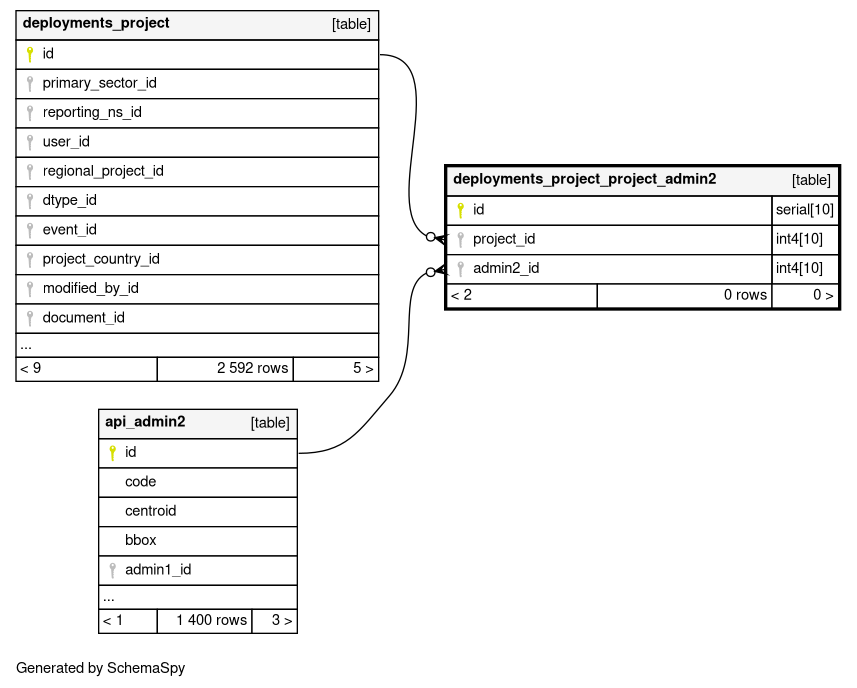 deployments_project [table]
id
primary_sector_id
reporting_ns_id
user_id
regional_project_id
dtype_id
event_id
project_country_id
modified_by_id
document_id
...
< 9 2 592 rows 5 >
deployments_project_project_admin2 [table]
id serial[10]
project_id int4[10]
admin2_id int4[10]
< 2 0 rows 0 >
api_admin2 [table]
id
code
centroid
bbox
admin1_id
...
< 1 1 400 rows 3 >
Generated by SchemaSpy